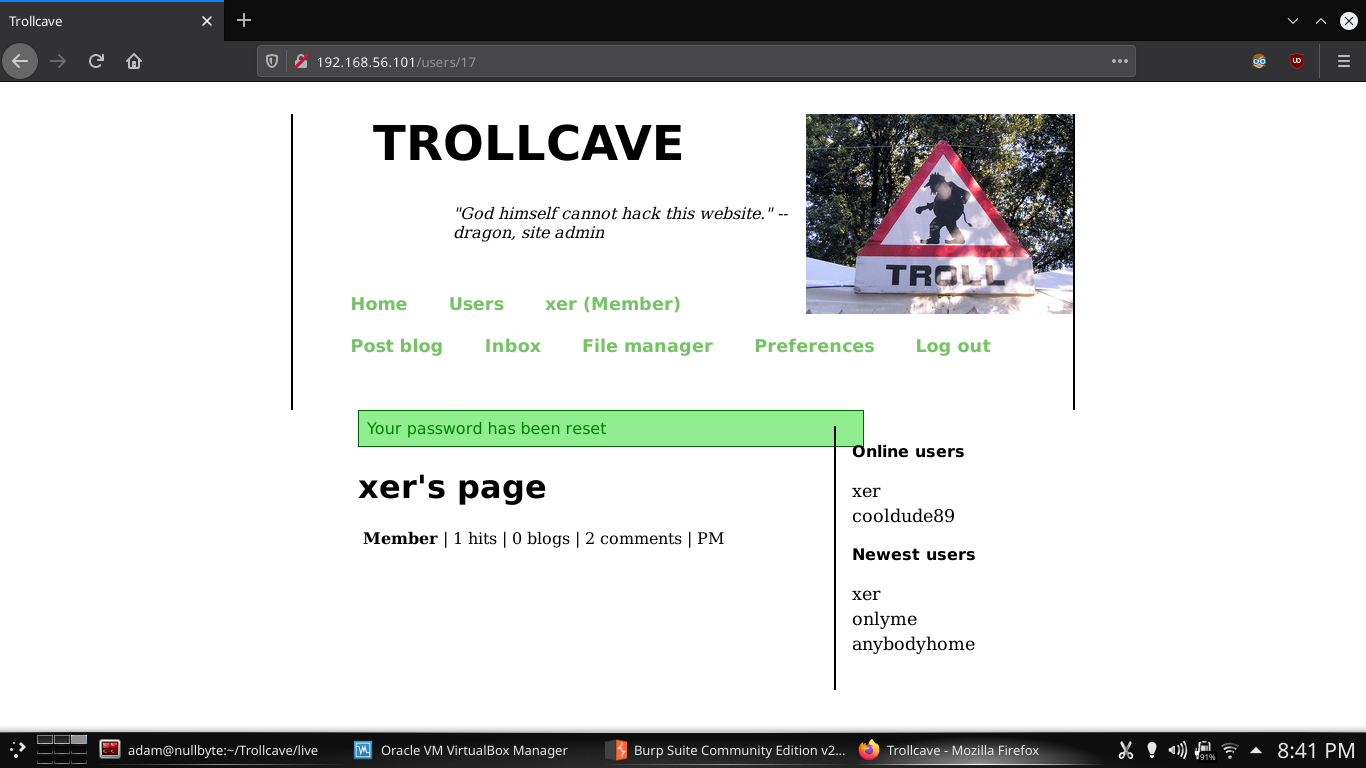 Trollcave
192.168.56.101/users/17
TROLLCAVE
"God himself cannot hack this website." --
dragon, site admin
TROLL
Home Users xer (Member)
Post blog Inbox File manager Preferences Log out
Your password has been reset
xer's page
Member | 1 hits | 0 blogs | 2 comments | PM
Online users
xer
cooldude89
Newest users
xer
onlyme
anybodyhome
adam@nullbyte:~/Trollcave/live Oracle VM VirtualBox Manager Burp Suite Community Edition v2... Trollcave - Mozilla Firefox 91% 8:41 PM